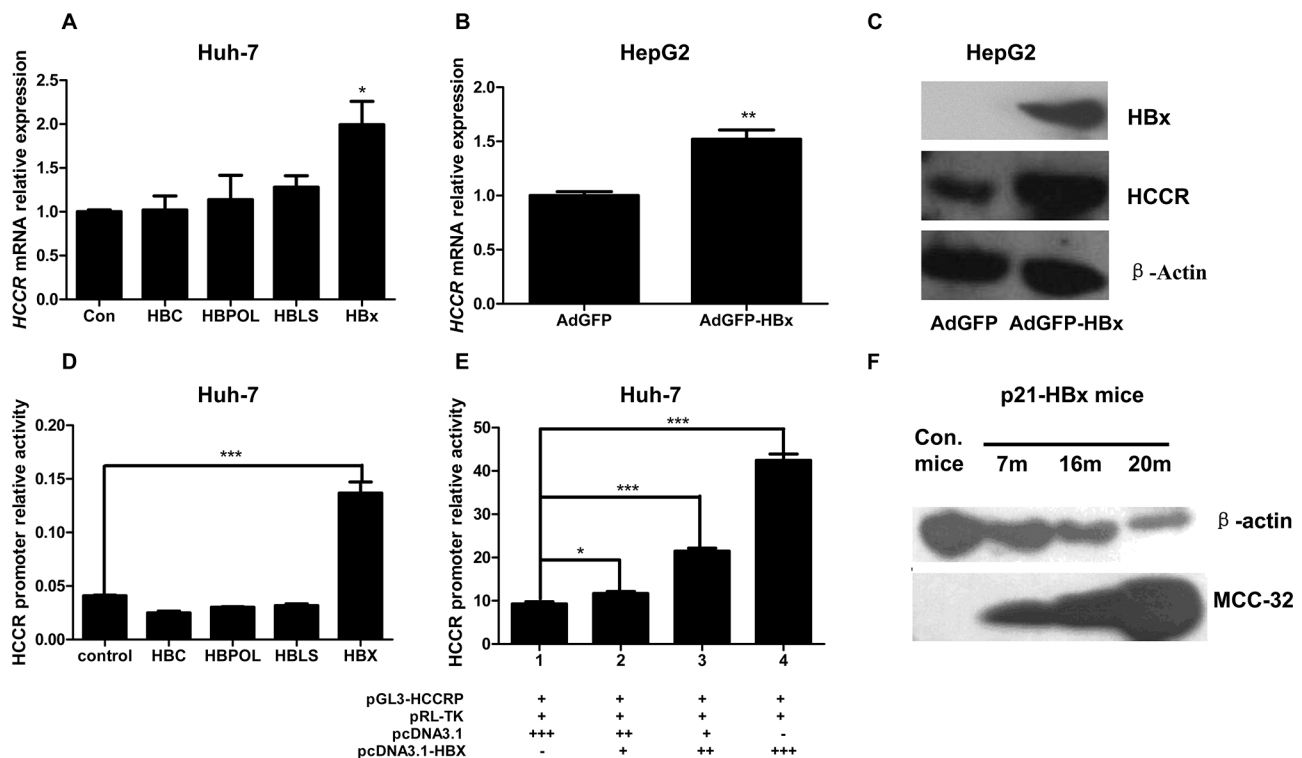 A
Huh-7
HCCR mRNA relative expression
2.5
2.0
1.5
1.0
0.5
0.0
*
Con HBC HBPOL HBLS HBx
B
HepG2
HCCR mRNA relative expression
2.0
1.5
1.0
0.5
0.0
**
AdGFP AdGFP-HBx
C
HepG2
HBx
HCCR
β-Actin
AdGFP AdGFP-HBx
D
Huh-7
HCCR promoter relative activity
0.20
0.15
0.10
0.05
0.00
***
control HBC HBPOL HBLS HBX
E
Huh-7
HCCR promoter relative activity
50
40
30
20
10
0
***
***
*
1 2 3 4
pGL3-HCCRP + + + +
pRL-TK + + + +
pcDNA3.1 +++ ++ + -
pcDNA3.1-HBX - + ++ +++
F
p21-HBx mice
Con.
mice 7m 16m 20m
β-actin
MCC-32